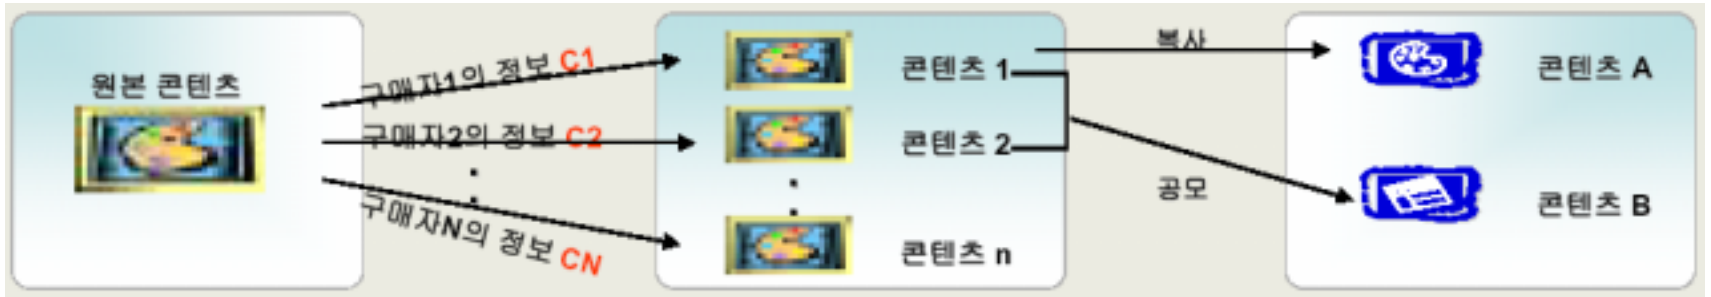 원본 콘텐츠
구매자1의 정보 C1
구매자2의 정보 C2
구매자N의 정보 CN
콘텐츠 1
콘텐츠 2
콘텐츠 n
복사
공모
콘텐츠 A
콘텐츠 B